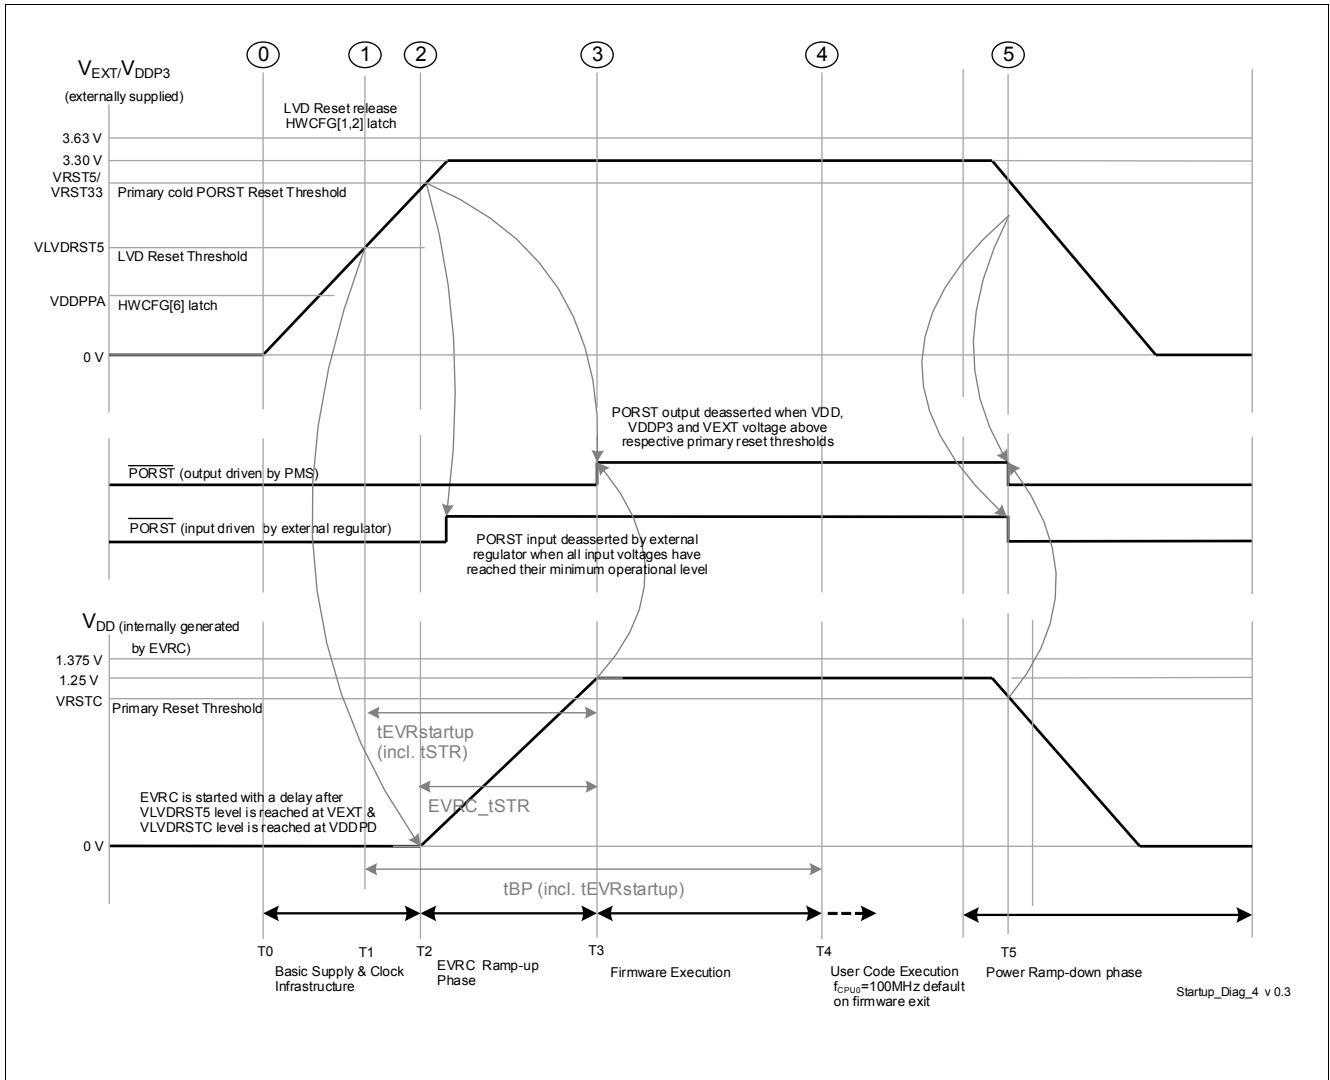 0 1 2 3 4 5
VEXT/VDDP3
(externally supplied)
LVD Reset release
HWCFG[1,2] latch
3.63 V
3.30 V
VRST5/
VRST33
Primary cold PORST Reset Threshold
VLVDRST5
LVD Reset Threshold
VDDPPA
HWCFG[6] latch
0 V
PORST output deasserted when VDD,
VDDP3 and VEXT voltage above
respective primary reset thresholds
PORST (output driven by PMS)
PORST (input driven by external regulator)
PORST input deasserted by external
regulator when all input voltages have
reached their minimum operational level
VDD (internally generated
by EVRC)
1.375 V
1.25 V
VRSTC
Primary Reset Threshold
tEVRstartup
(incl. tSTR)
EVRC_tSTR
EVRC is started with a delay after
VLVDRST5 level is reached at VEXT &
VLVDRSTC level is reached at VDDPD
0 V
tBP (incl. tEVRstartup)
T0 T1 T2 T3 T4 T5
Basic Supply & Clock
Infrastructure
EVRC Ramp-up
Phase
Firmware Execution
User Code Execution
fCPU0=100MHz default
on firmware exit
Power Ramp-down phase
Startup_Diag_4 v 0.3